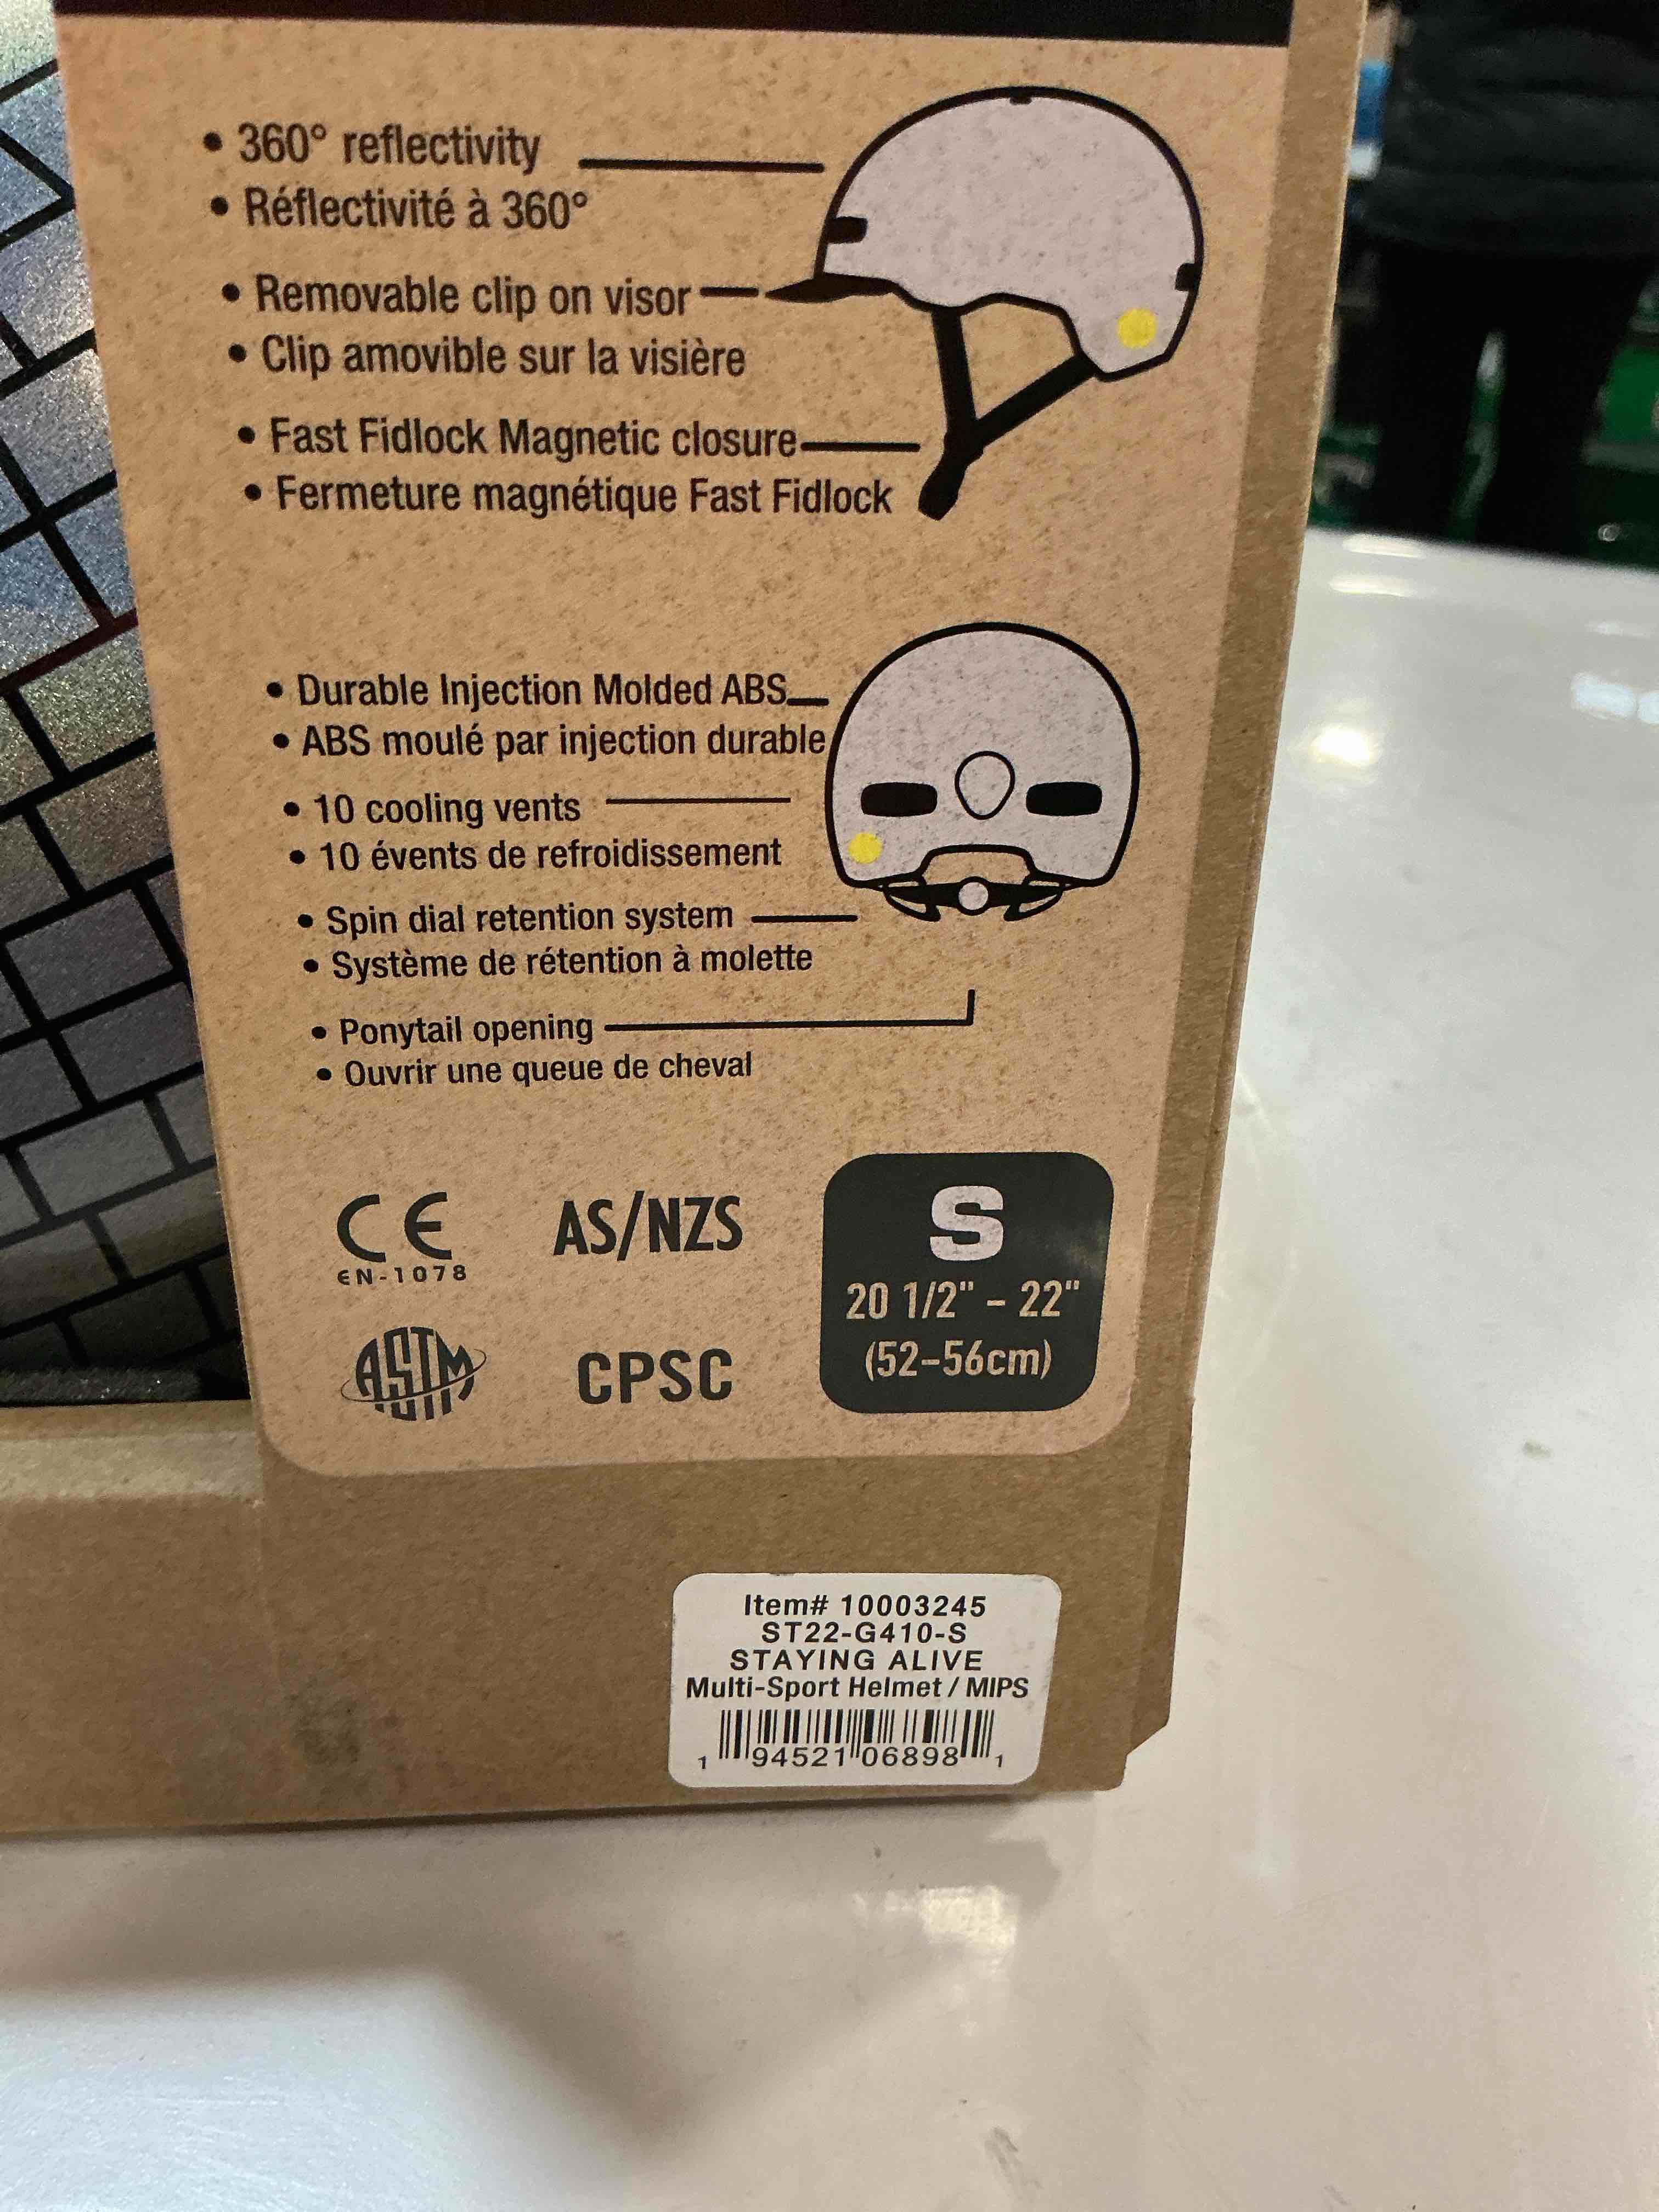 • 360° reflectivity
• Réflectivité à 360°
• Removable clip on visor
• Clip amovible sur la visière
• Fast Fidlock Magnetic closure
• Fermeture magnétique Fast Fidlock
• Durable Injection Molded ABS
• ABS moulé par injection durable
• 10 cooling vents
• 10 évents de refroidissement
• Spin dial retention system
• Système de rétention à molette
• Ponytail opening
• Ouvrir une queue de cheval
CE
EN-1078
AS/NZS
ASTM
CPSC
S
20 1/2" – 22"
(52–56cm)
Item# 10003245
ST22-G410-S
STAYING ALIVE
Multi-Sport Helmet / MIPS
1 94521 06898 1